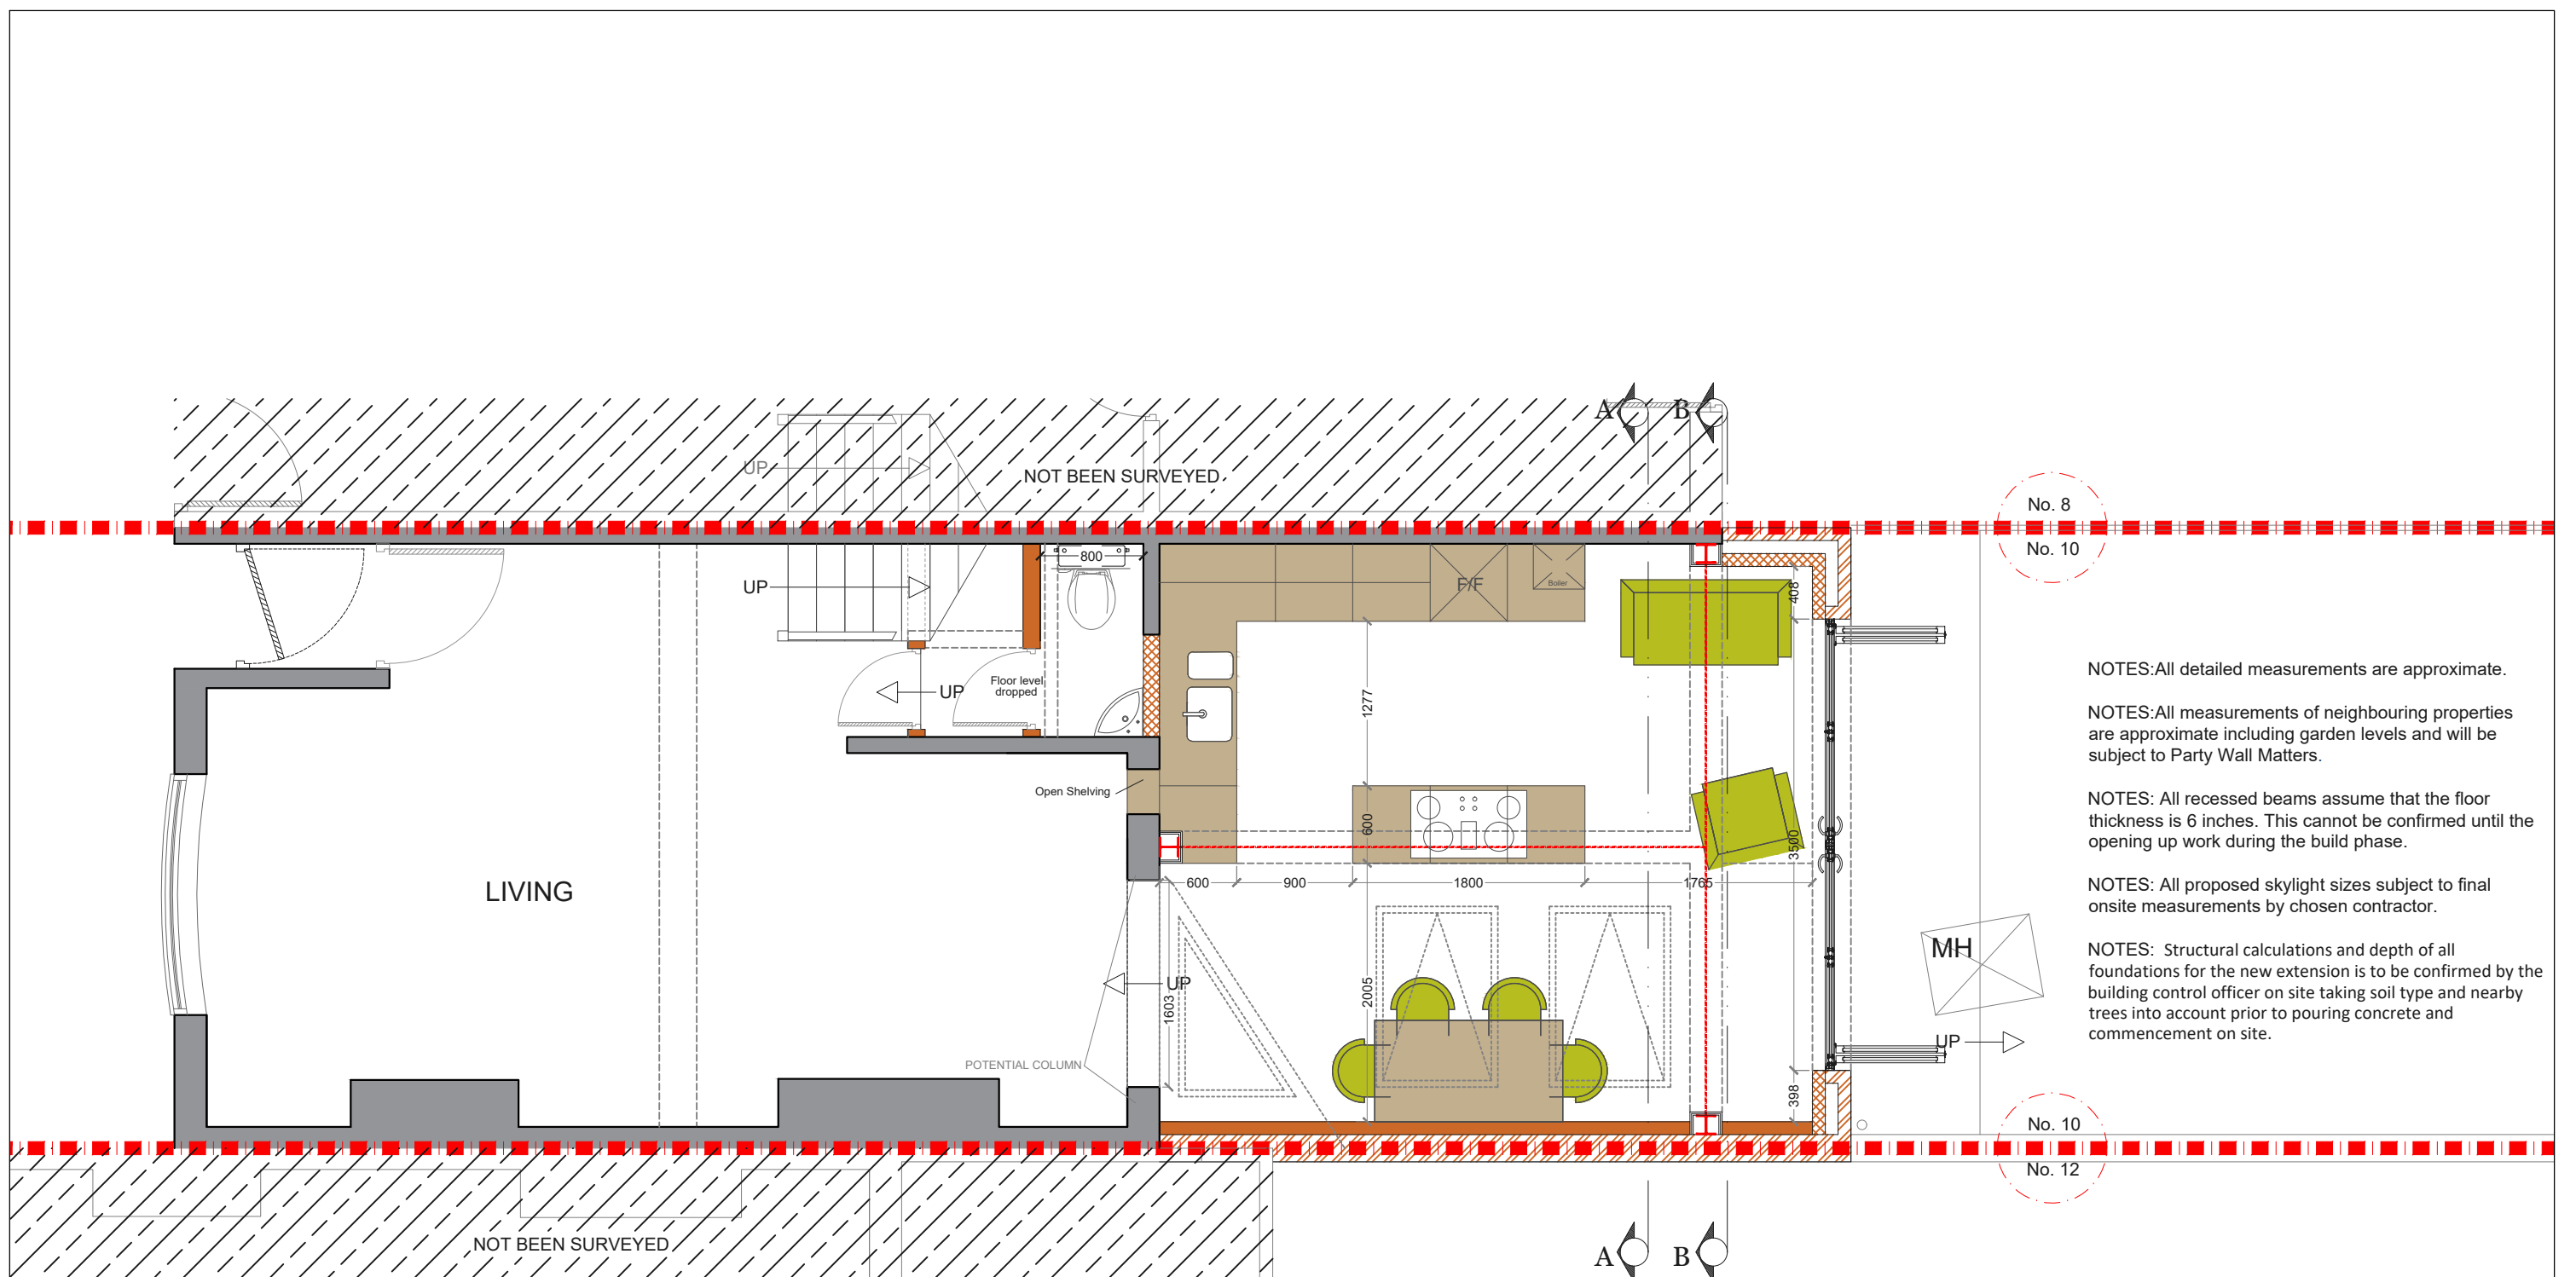 A
B
UP
NOT BEEN SURVEYED
No. 8
No. 10
800
UP
F/F
Boiler
408
UP
Floor level
dropped
1277
Open Shelving
600
3500
600
900
1800
1765
LIVING
UP
1603
2005
POTENTIAL COLUMN
398
MH
UP
NOTES:All detailed measurements are approximate.
NOTES:All measurements of neighbouring properties
are approximate including garden levels and will be
subject to Party Wall Matters.
NOTES: All recessed beams assume that the floor
thickness is 6 inches. This cannot be confirmed until the
opening up work during the build phase.
NOTES: All proposed skylight sizes subject to final
onsite measurements by chosen contractor.
NOTES: Structural calculations and depth of all
foundations for the new extension is to be confirmed by the
building control officer on site taking soil type and nearby
trees into account prior to pouring concrete and
commencement on site.
No. 10
No. 12
NOT BEEN SURVEYED
A
B